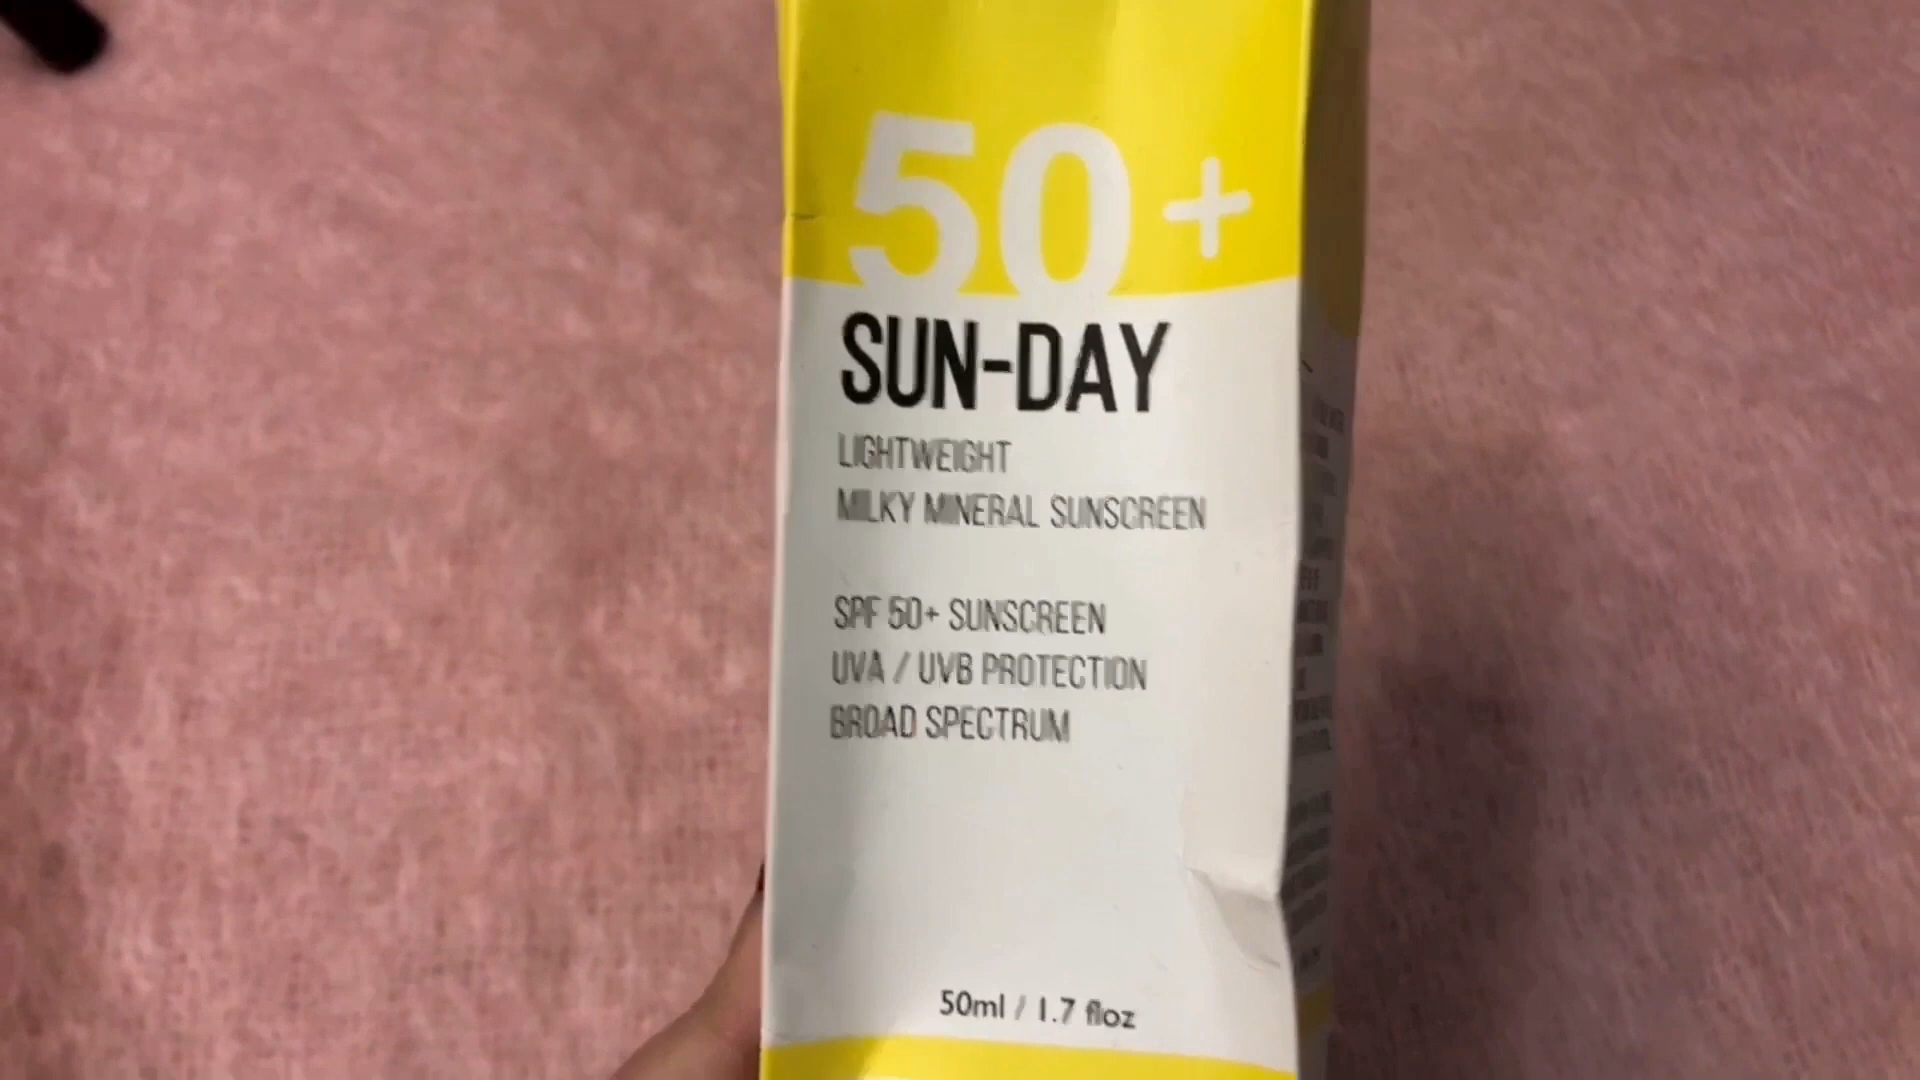 50+
SUN-DAY
LIGHTWEIGHT
MILKY MINERAL SUNSCREEN
SPF 50+ SUNSCREEN
UVA / UVB PROTECTION
BROAD SPECTRUM
50ml / 1.7 floz